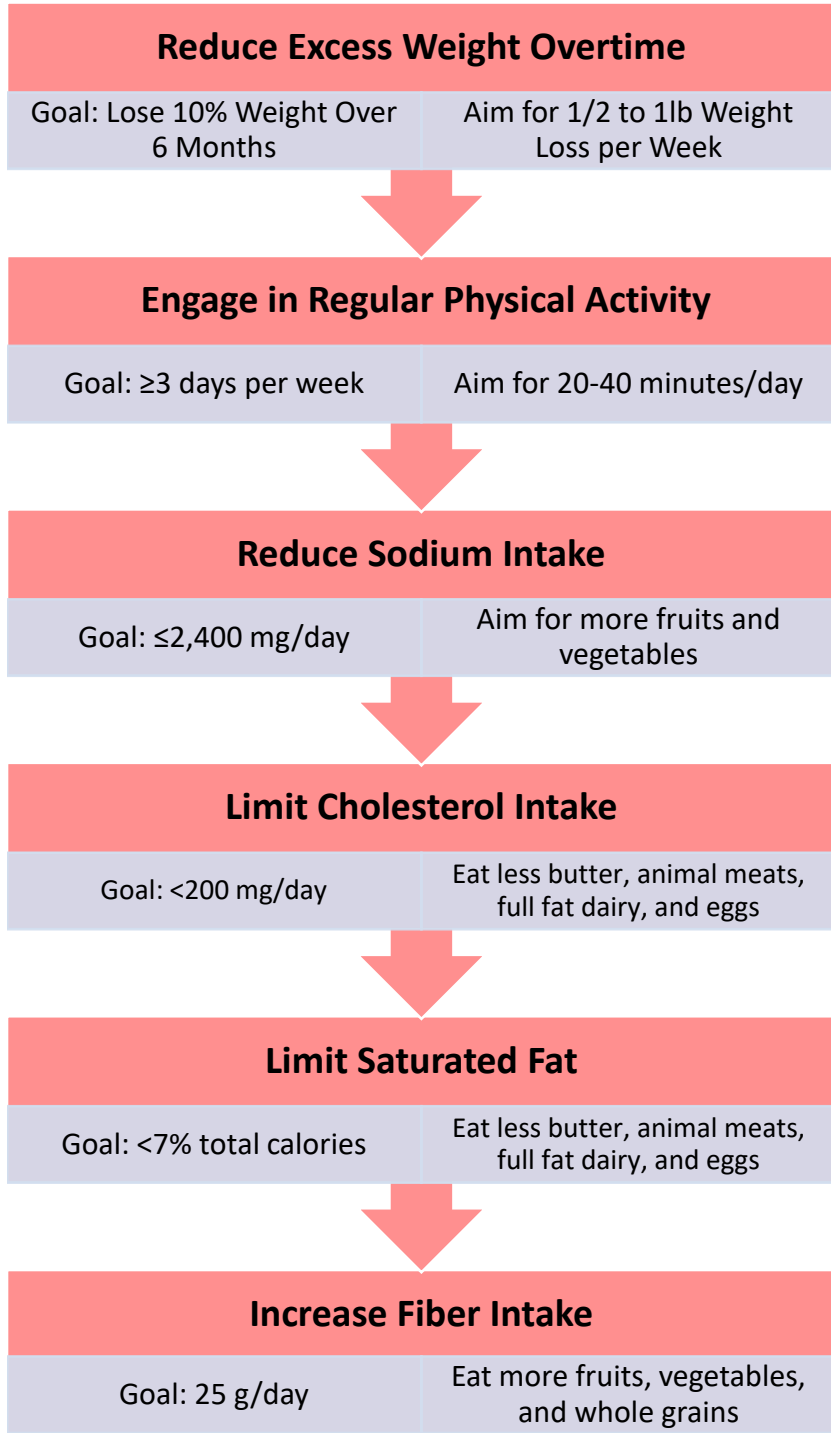 Reduce Excess Weight Overtime
Goal: Lose 10% Weight Over
6 Months
Aim for 1/2 to 1lb Weight
Loss per Week
Engage in Regular Physical Activity
Goal: ≥3 days per week
Aim for 20-40 minutes/day
Reduce Sodium Intake
Goal: ≤2,400 mg/day
Aim for more fruits and
vegetables
Limit Cholesterol Intake
Goal: <200 mg/day
Eat less butter, animal meats,
full fat dairy, and eggs
Limit Saturated Fat
Goal: <7% total calories
Eat less butter, animal meats,
full fat dairy, and eggs
Increase Fiber Intake
Goal: 25 g/day
Eat more fruits, vegetables,
and whole grains